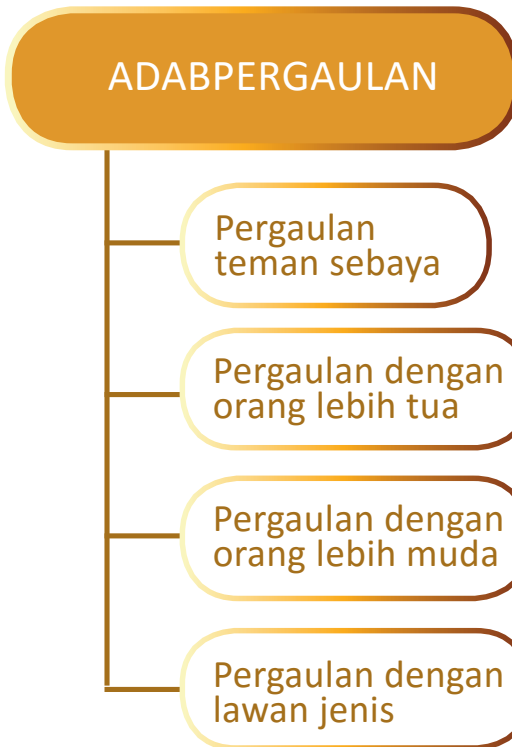 ADABPERGAULAN
Pergaulan
teman sebaya
Pergaulan dengan
orang lebih tua
Pergaulan dengan
orang lebih muda
Pergaulan dengan
lawan jenis